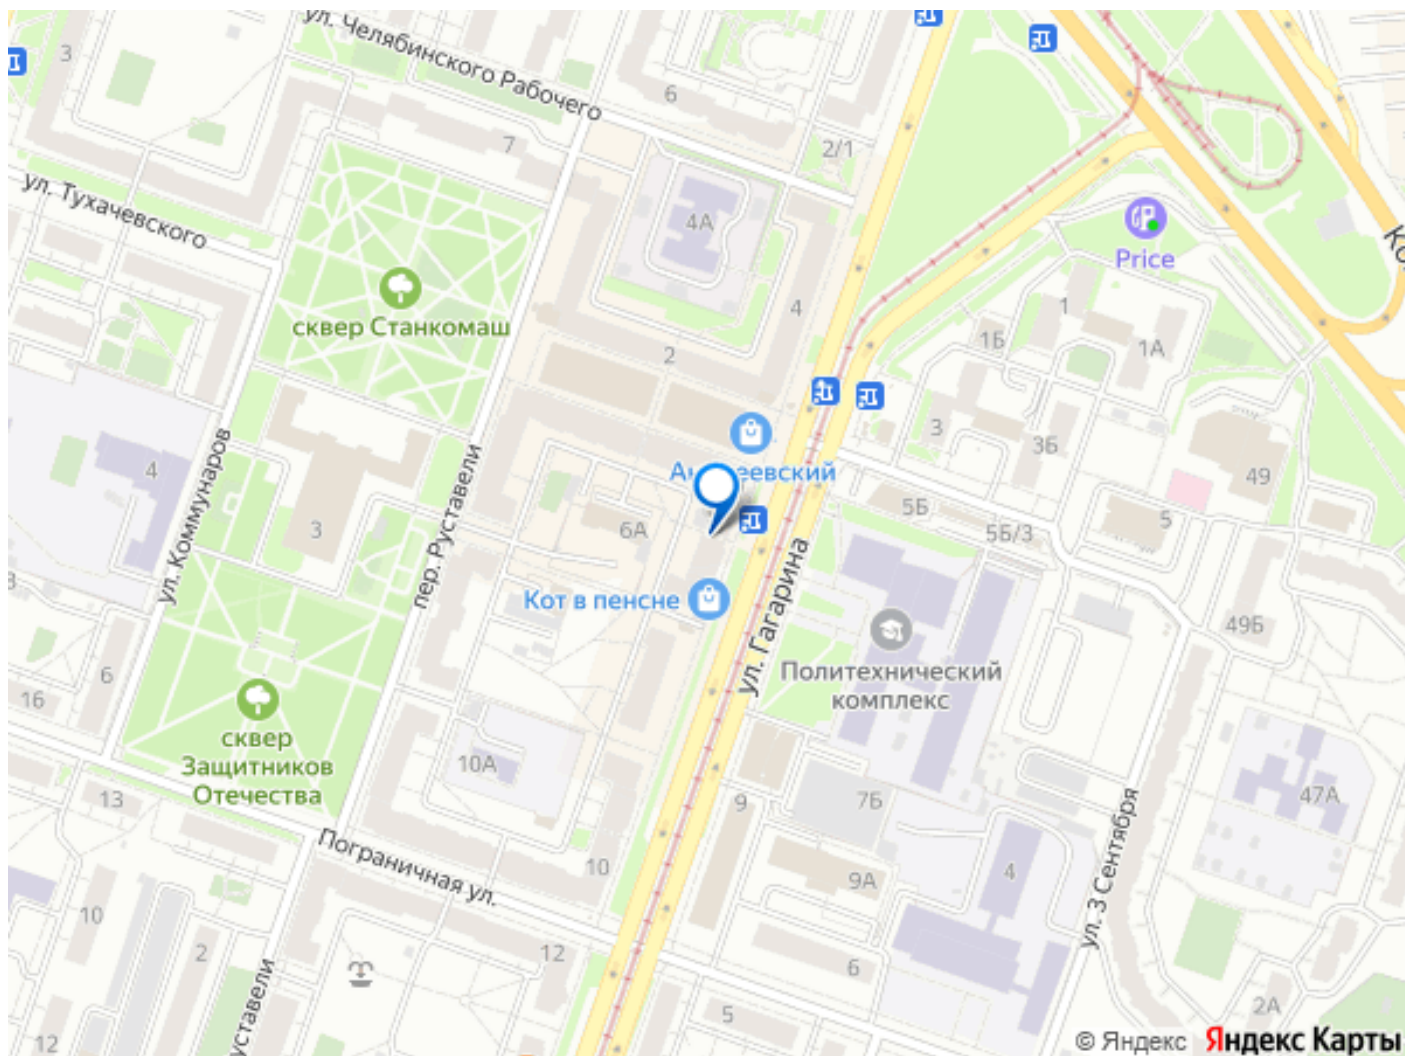 ул. Челябинского Рабочего
3
6
7
2/1
ул. Тухачевского
4А
Price
сквер Станкомаш
4
1
1Б
1А
2
3
3Б
49
ул. Коммунаров
4
пер. Руставели
6А
5Б
5Б/3
5
3
Кот в пенсне
ул. Гагарина
49Б
Политехнический
комплекс
6
16
сквер
Защитников
Отечества
10А
13
9
7Б
47А
Пограничная ул.
10
9А
4
ул. 3 Сентября
10
2
12
6
5
2А
12
© Яндекс Яндекс Карты